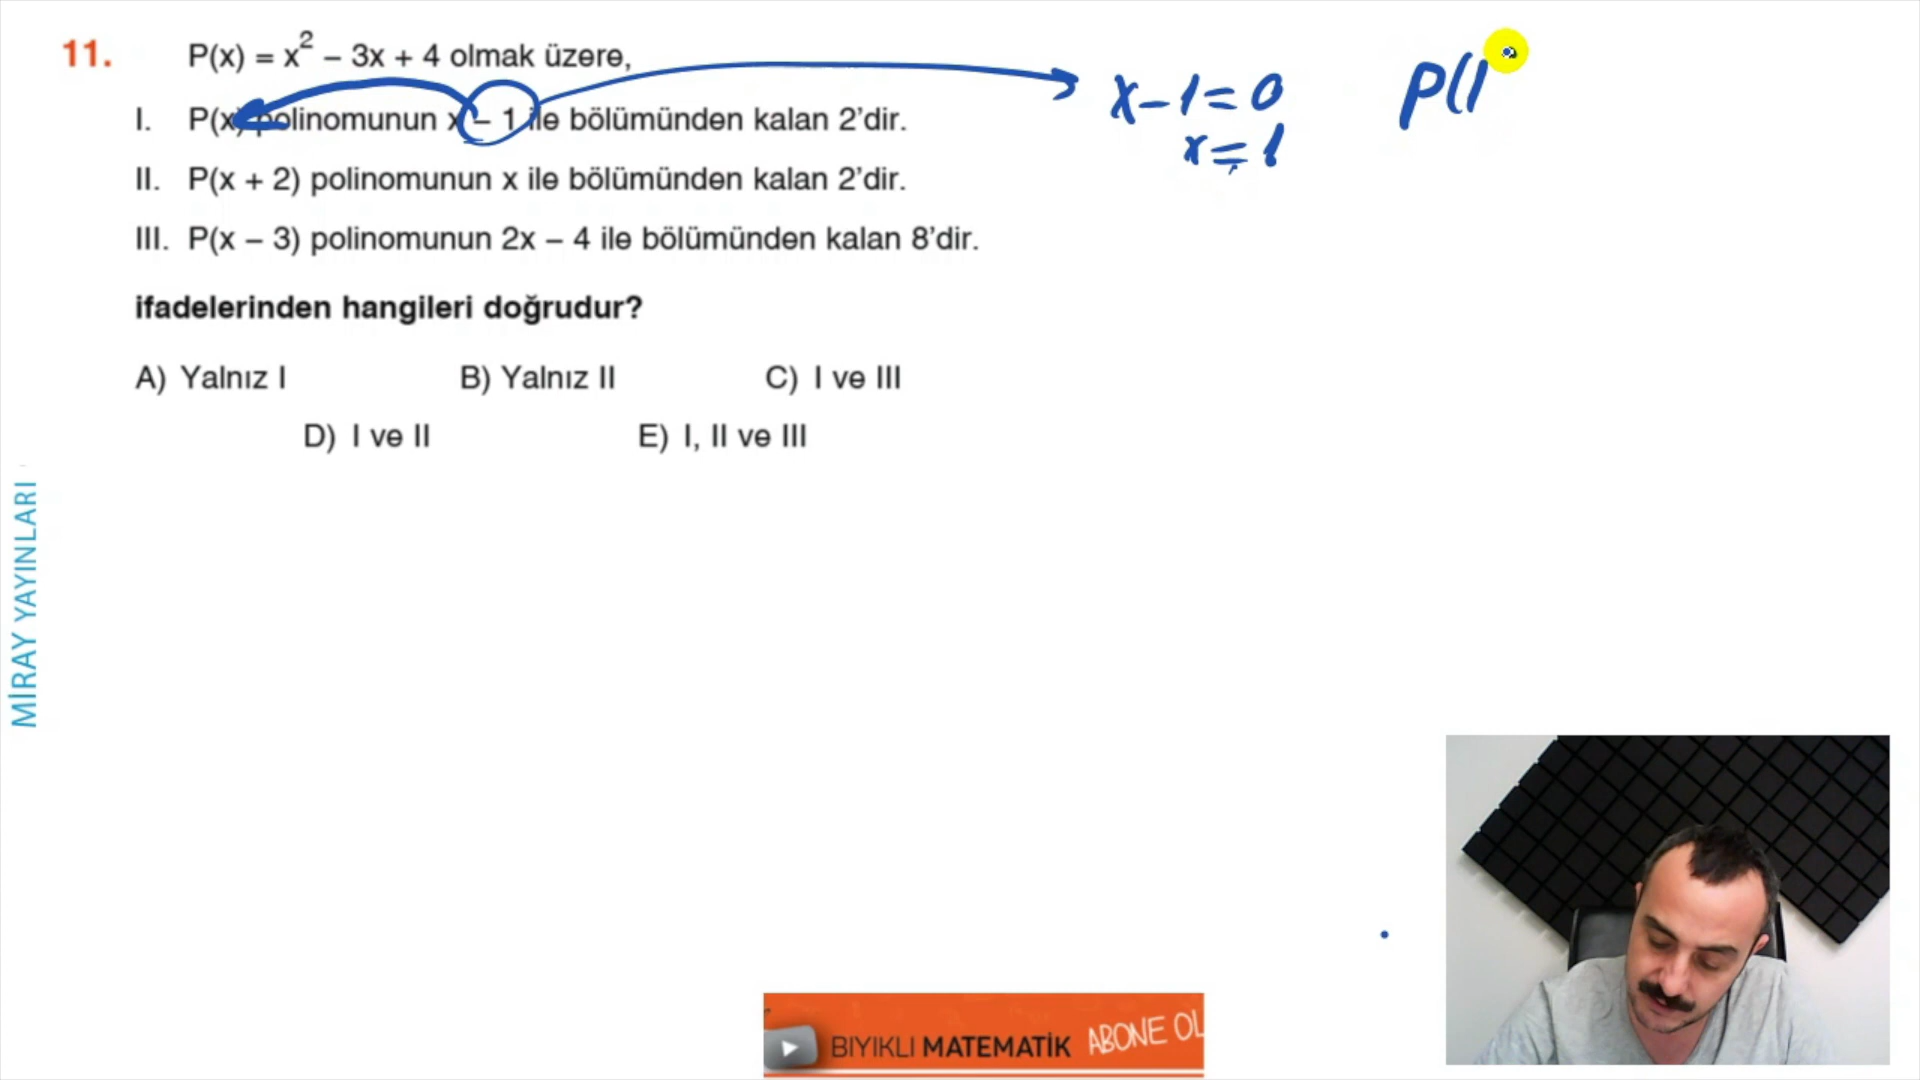 11. P(x) = x² – 3x + 4 olmak üzere,
I. P(x) polinomunun x – 1 ile bölümünden kalan 2’dir.
II. P(x + 2) polinomunun x ile bölümünden kalan 2’dir.
III. P(x – 3) polinomunun 2x – 4 ile bölümünden kalan 8’dir.
ifadelerinden hangileri doğrudur?
A) Yalnız I B) Yalnız II C) I ve III
D) I ve II E) I, II ve III
x-1=0
x=1
P(1
MİRAY YAYINLARI
BIYIKLI MATEMATİK ABONE OL